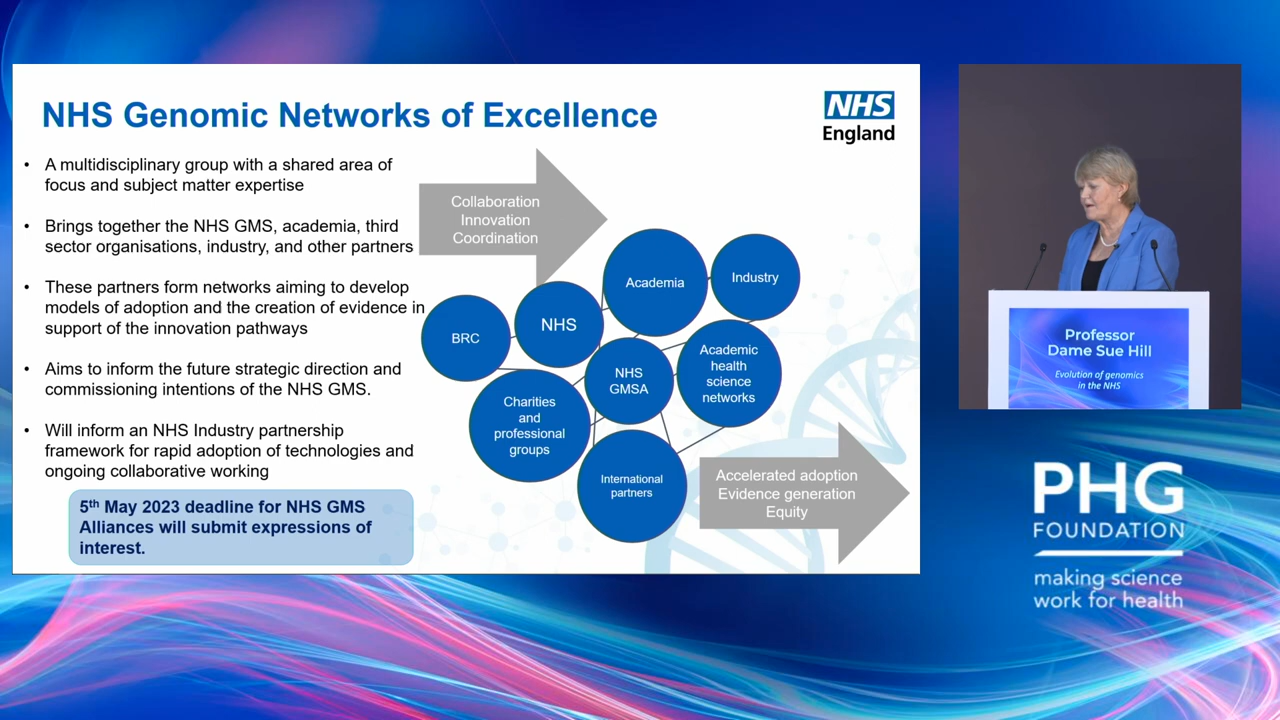 NHS Genomic Networks of Excellence
NHS
England
• A multidisciplinary group with a shared area of
focus and subject matter expertise
• Brings together the NHS GMS, academia, third
sector organisations, industry, and other partners
• These partners form networks aiming to develop
models of adoption and the creation of evidence in
support of the innovation pathways
• Aims to inform the future strategic direction and
commissioning intentions of the NHS GMS.
• Will inform an NHS Industry partnership
framework for rapid adoption of technologies and
ongoing collaborative working
5th May 2023 deadline for NHS GMS
Alliances will submit expressions of
interest.
Collaboration
Innovation
Coordination
Academia
Industry
BRC
NHS
NHS
GMSA
Academic
health
science
networks
Charities
and
professional
groups
International
partners
Accelerated adoption
Evidence generation
Equity
Professor
Dame Sue Hill
Evolution of genomics
in the NHS
PHG
FOUNDATION
making science
work for health